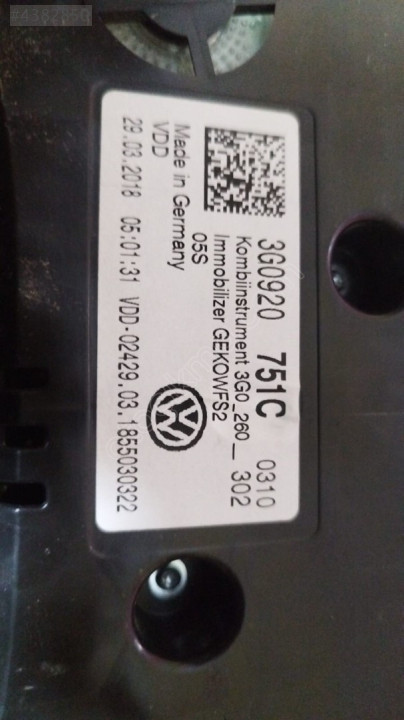 #4382650
3G0920 751C 0310
Kombiinstrument 3G0_260__ 302
Immobilizer GEKOWFS2
05S
Made in Germany
VDD
29.03.2018 05:01:31 VDD-02429.03.1855030322